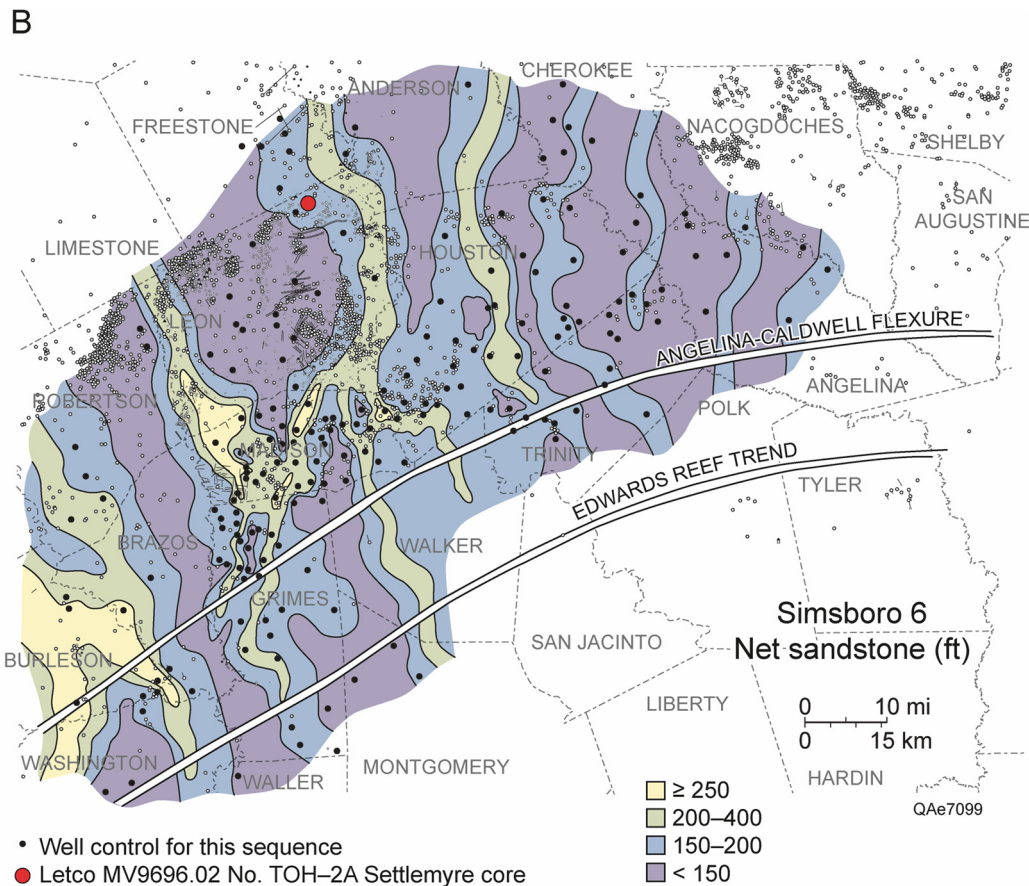 B
CHEROKEE
ANDERSON
FREESTONE
NACOGDOCHES
SHELBY
SAN
AUGUSTINE
LIMESTONE
HOUSTON
LEON
ANGELINA-CALDWELL FLEXURE
ROBERTSON
ANGELINA
POLK
MADISON
TRINITY
EDWARDS REEF TREND
TYLER
BRAZOS
WALKER
GRIMES
Simsboro 6
Net sandstone (ft)
SAN JACINTO
BURLESON
LIBERTY
0 10 mi
0 15 km
WASHINGTON
WALLER
MONTGOMERY
HARDIN
≥ 250
200–400
150–200
< 150
QAe7099
Well control for this sequence
Letco MV9696.02 No. TOH–2A Settlemyre core